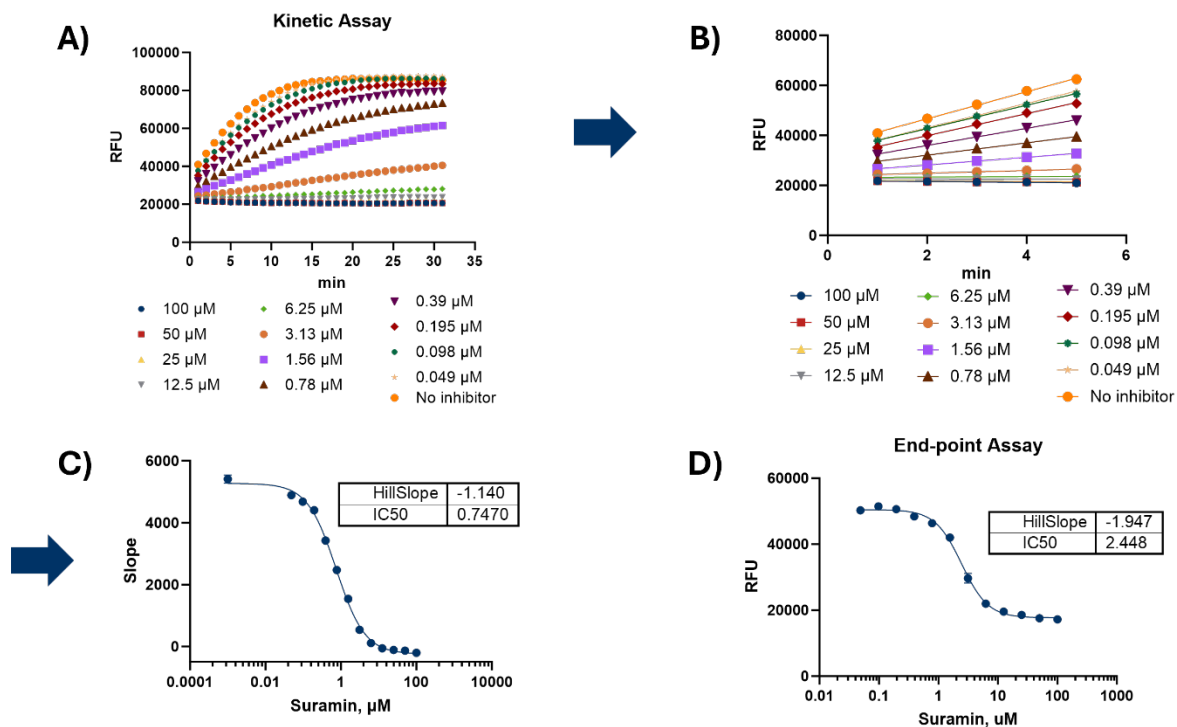 Kinetic Assay
A)
100000
80000
60000
40000
20000
0
RFU
0 5 10 15 20 25 30 35
min
100 µM 6.25 µM 0.39 µM
50 µM 3.13 µM 0.195 µM
25 µM 1.56 µM 0.098 µM
12.5 µM 0.78 µM 0.049 µM
No inhibitor
B)
80000
60000
40000
20000
0
RFU
0 2 4 6
min
100 µM 6.25 µM 0.39 µM
50 µM 3.13 µM 0.195 µM
25 µM 1.56 µM 0.098 µM
12.5 µM 0.78 µM 0.049 µM
No inhibitor
C)
6000
4000
2000
0
Slope
HillSlope -1.140
IC50 0.7470
0.0001 0.01 1 100 10000
Suramin, µM
End-point Assay
D)
60000
40000
20000
0
RFU
HillSlope -1.947
IC50 2.448
0.01 0.1 1 10 100 1000
Suramin, uM